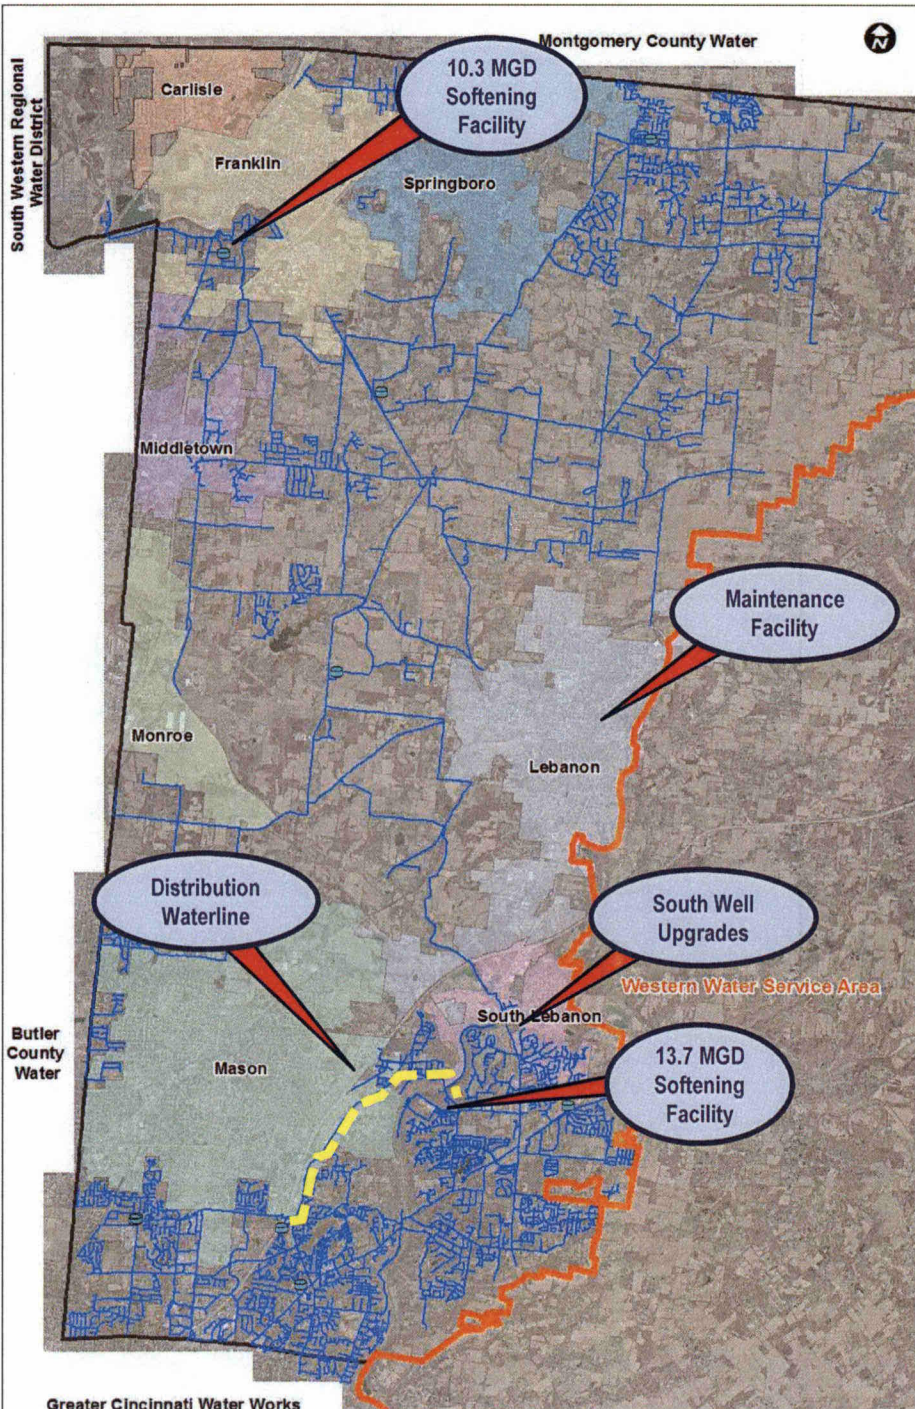 Montgomery County Water
N
10.3 MGD
Softening
Facility
Carlisle
South Western Regional
Water District
Franklin
Springboro
Middletown
Maintenance
Facility
Monroe
Lebanon
Distribution
Waterline
South Well
Upgrades
Western Water Service Area
South Lebanon
Butler
County
Water
Mason
13.7 MGD
Softening
Facility
Greater Cincinnati Water Works